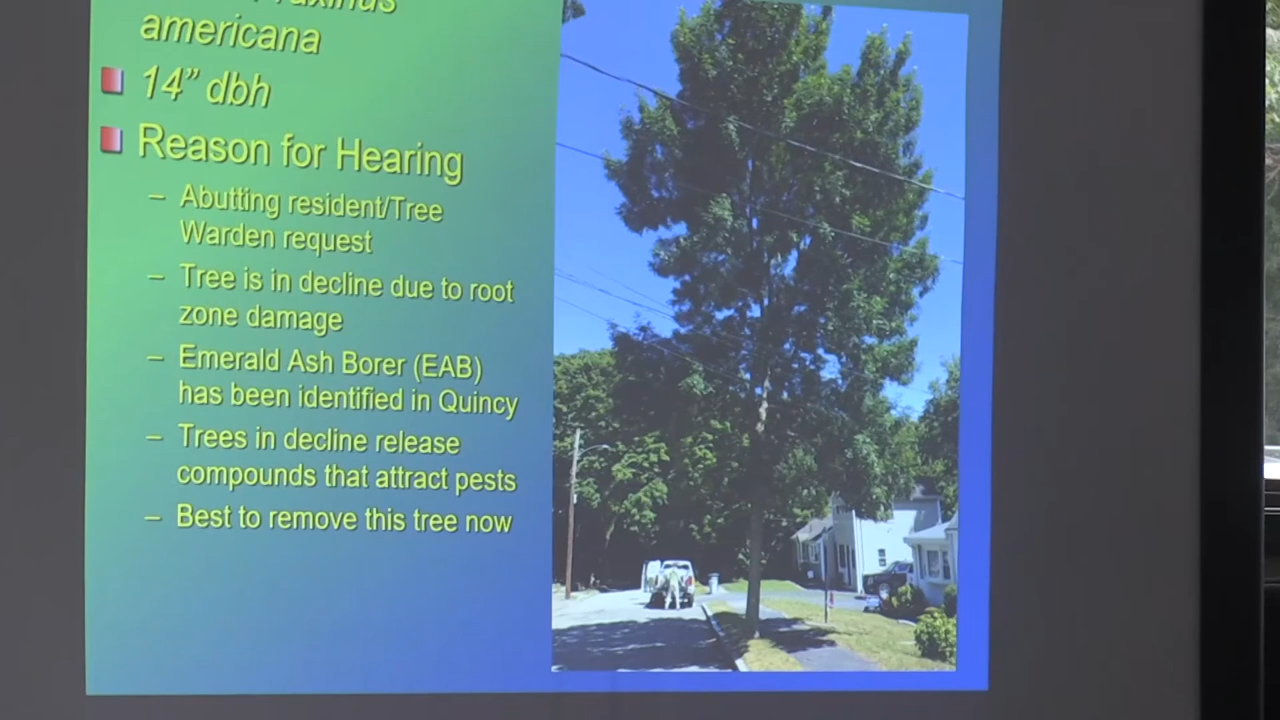 americana
14” dbh
Reason for Hearing
– Abutting resident/Tree
Warden request
– Tree is in decline due to root
zone damage
– Emerald Ash Borer (EAB)
has been identified in Quincy
– Trees in decline release
compounds that attract pests
– Best to remove this tree now